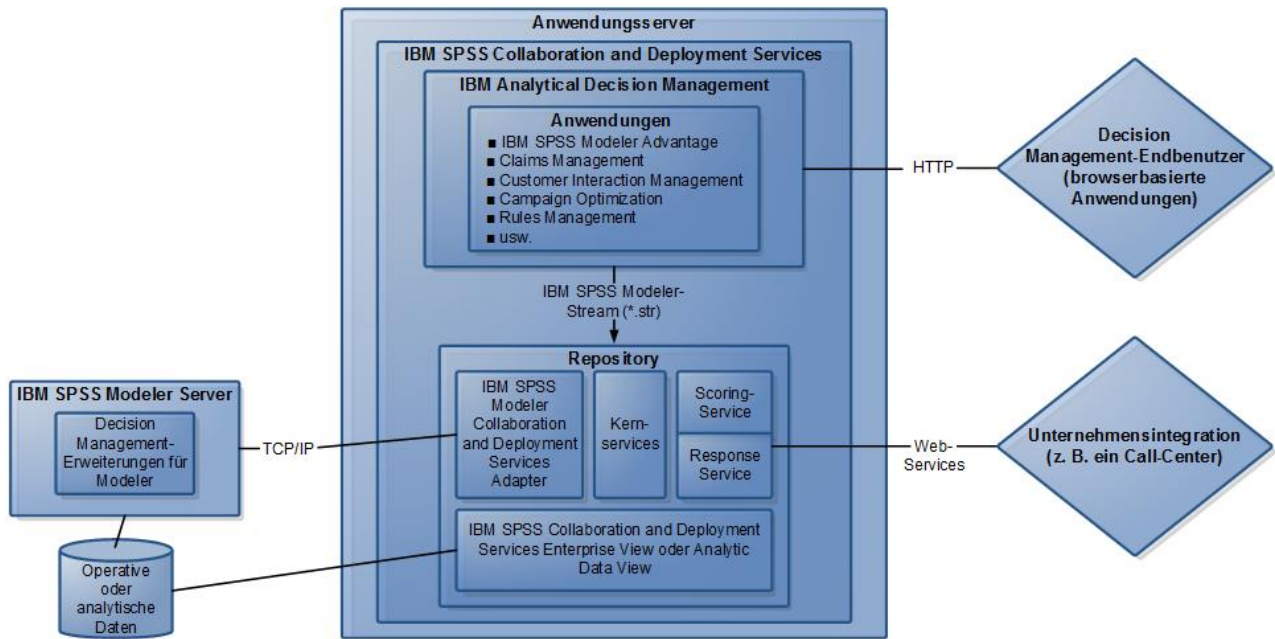 Anwendungsserver
IBM SPSS Collaboration and Deployment Services
IBM Analytical Decision Management
Anwendungen
■ IBM SPSS Modeler Advantage
■ Claims Management
■ Customer Interaction Management
■ Campaign Optimization
■ Rules Management
■ usw.
HTTP
Decision
Management-Endbenutzer
(browserbasierte
Anwendungen)
IBM SPSS Modeler-
Stream (*.str)
Repository
IBM SPSS
Modeler
Collaboration
and Deployment
Services
Adapter
Kern-
services
Scoring-
Service
Response
Service
IBM SPSS Collaboration and Deployment
Services Enterprise View oder Analytic
Data View
IBM SPSS Modeler Server
Decision
Management-
Erweiterungen für
Modeler
TCP/IP
Operative
oder
analytische
Daten
Web-
Services
Unternehmensintegration
(z. B. ein Call-Center)